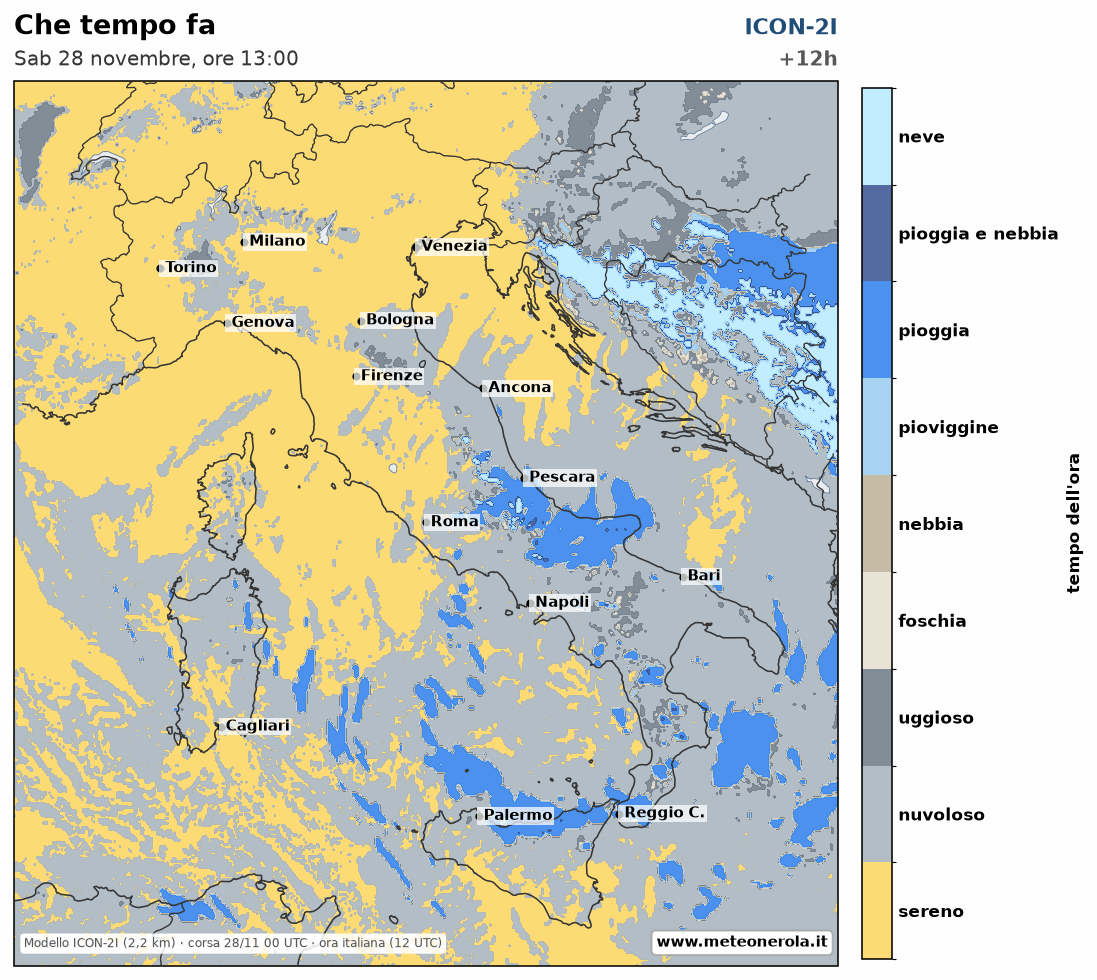 Che tempo fa
ICON-2I
Sab 28 novembre, ore 13:00
+12h
neve
pioggia e nebbia
pioggia
pioviggine
nebbia
foschia
uggioso
nuvoloso
sereno
tempo dell'ora
Milano
Venezia
Torino
Genova
Bologna
Firenze
Ancona
Pescara
Roma
Bari
Napoli
Cagliari
Palermo
Reggio C.
Modello ICON-2I (2,2 km) · corsa 28/11 00 UTC · ora italiana (12 UTC)
www.meteonerola.it